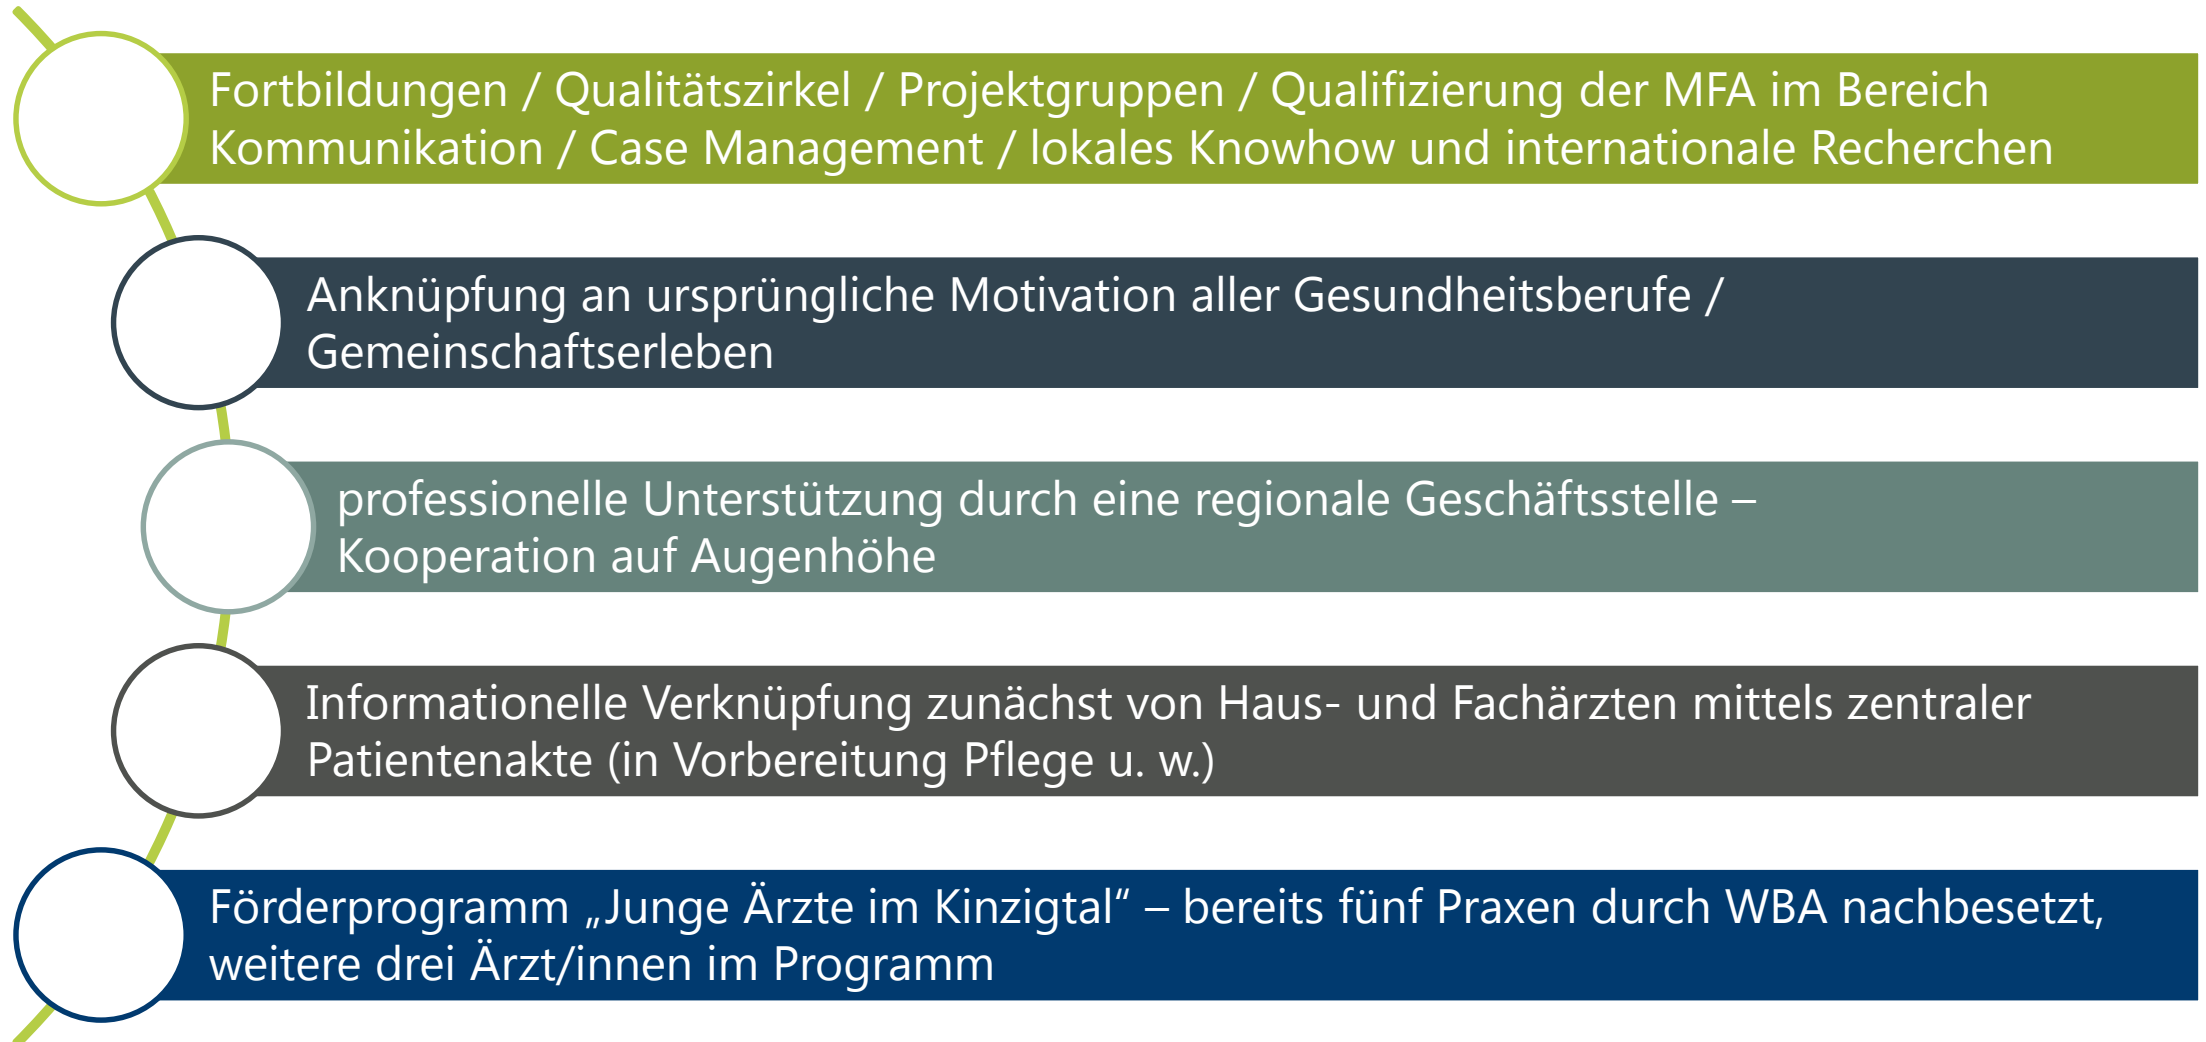 Fortbildungen / Qualitätszirkel / Projektgruppen / Qualifizierung der MFA im Bereich
Kommunikation / Case Management / lokales Knowhow und internationale Recherchen
Anknüpfung an ursprüngliche Motivation aller Gesundheitsberufe /
Gemeinschaftserleben
professionelle Unterstützung durch eine regionale Geschäftsstelle –
Kooperation auf Augenhöhe
Informationelle Verknüpfung zunächst von Haus- und Fachärzten mittels zentraler
Patientenakte (in Vorbereitung Pflege u. w.)
Förderprogramm „Junge Ärzte im Kinzigtal“ – bereits fünf Praxen durch WBA nachbesetzt,
weitere drei Ärzt/innen im Programm